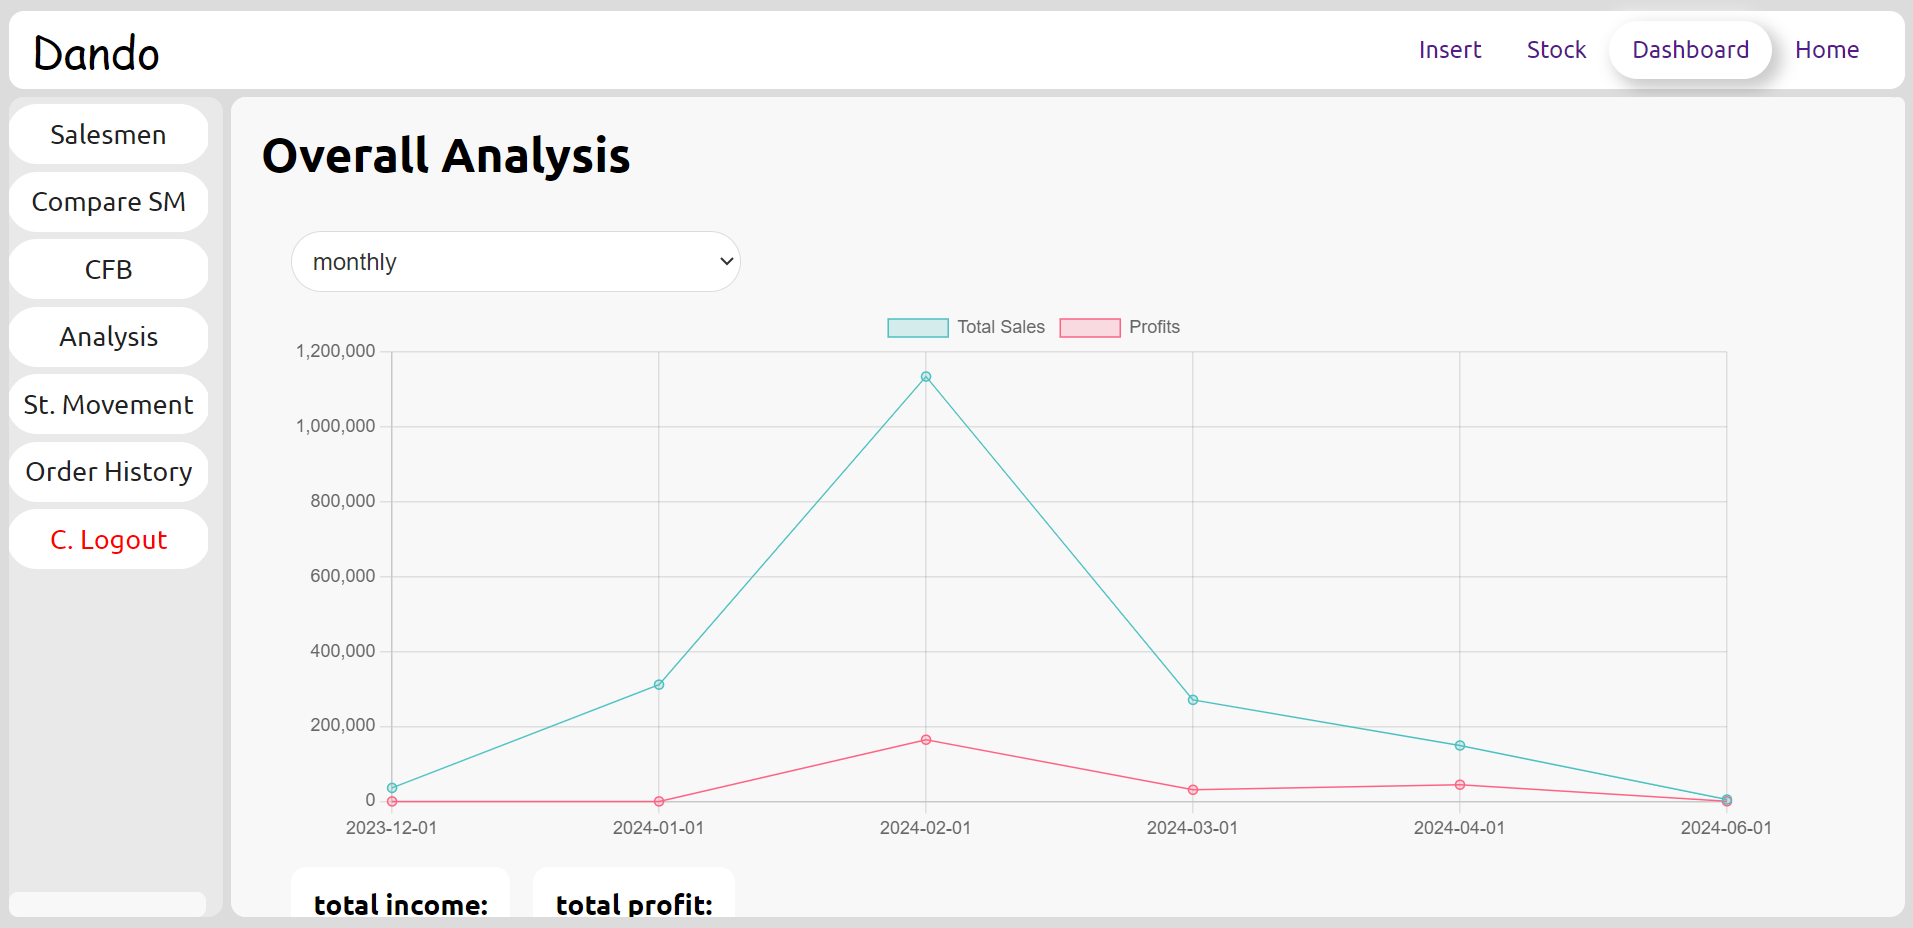 Dando
Insert Stock Dashboard Home
Salesmen
Compare SM
CFB
Analysis
St. Movement
Order History
C. Logout
Overall Analysis
monthly
Total Sales Profits
1,200,000
1,000,000
800,000
600,000
400,000
200,000
0
2023-12-01 2024-01-01 2024-02-01 2024-03-01 2024-04-01 2024-06-01
total income: total profit: